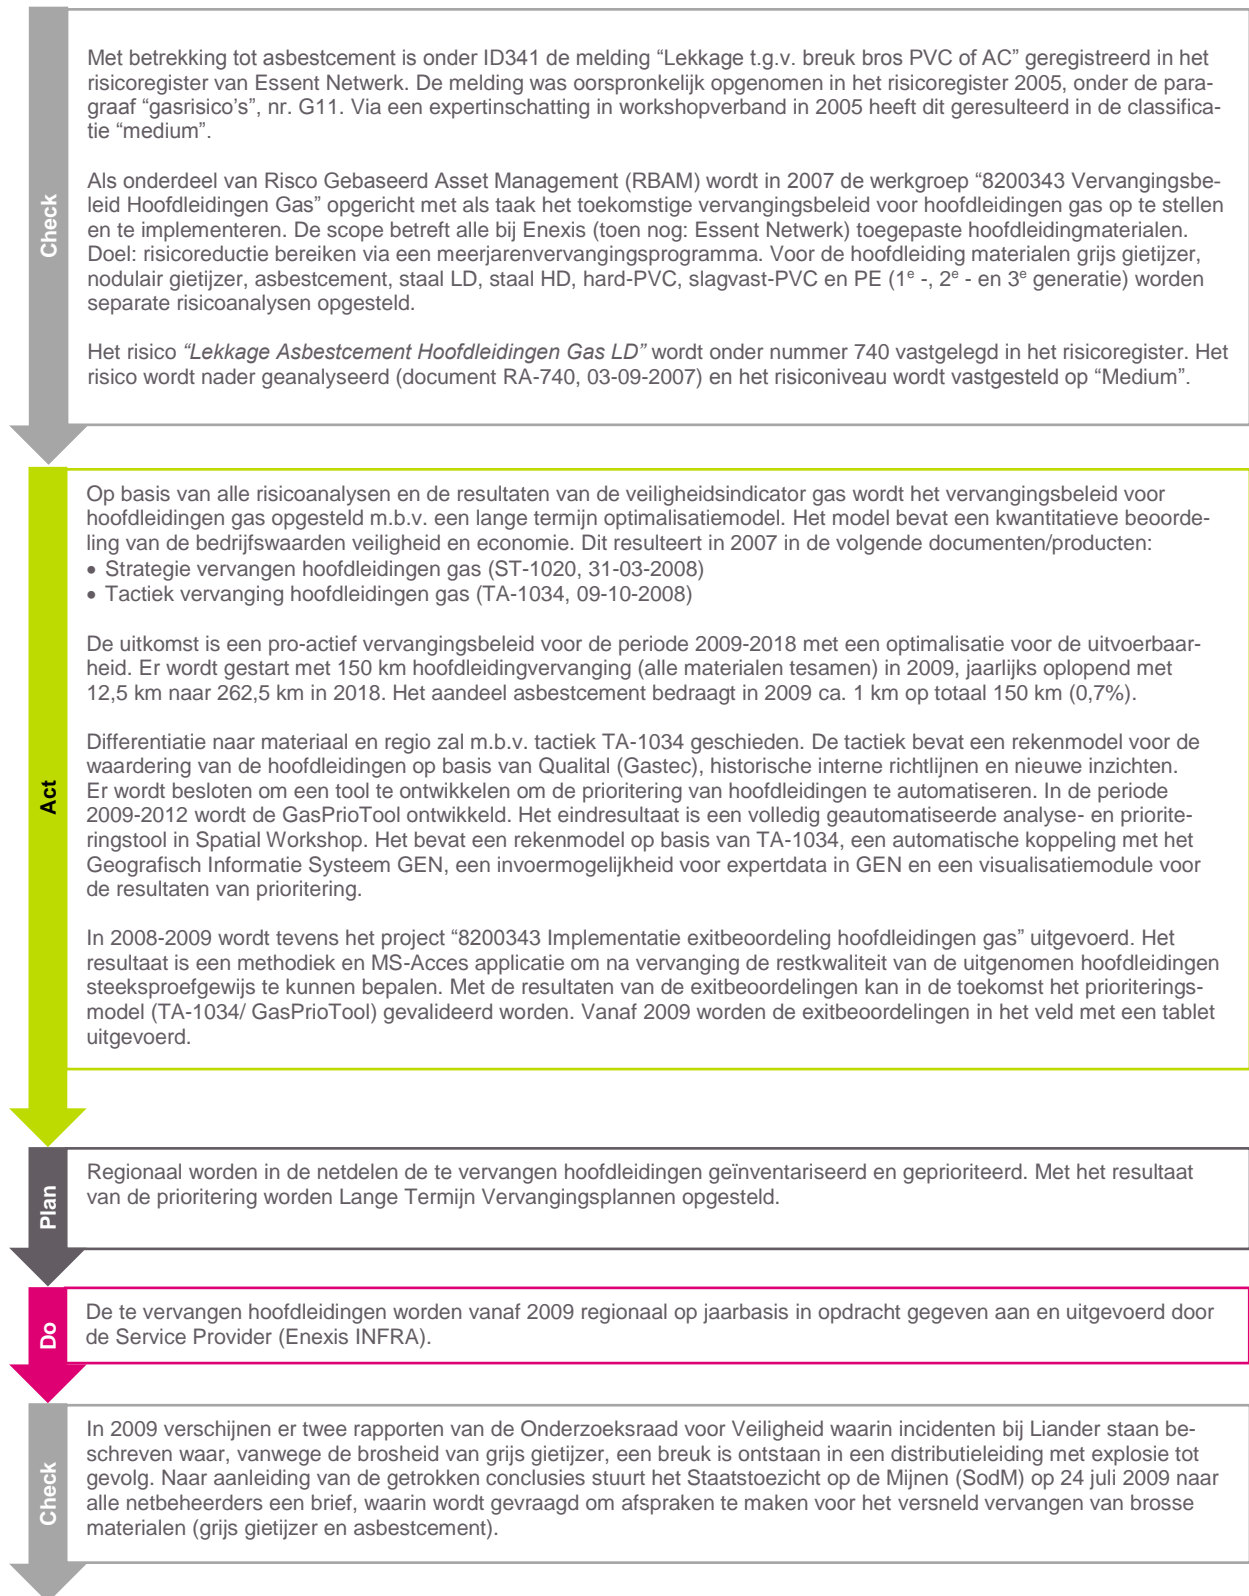 Check
Met betrekking tot asbestcement is onder ID341 de melding “Lekkage t.g.v. breuk bros PVC of AC” geregistreerd in het
risicoregister van Essent Netwerk. De melding was oorspronkelijk opgenomen in het risicoregister 2005, onder de para-
graaf “gasrisico’s”, nr. G11. Via een expertinschatting in workshopverband in 2005 heeft dit geresulteerd in de classifica-
tie “medium”.
Als onderdeel van Risco Gebaseerd Asset Management (RBAM) wordt in 2007 de werkgroep “8200343 Vervangingsbe-
leid Hoofdleidingen Gas” opgericht met als taak het toekomstige vervangingsbeleid voor hoofdleidingen gas op te stellen
en te implementeren. De scope betreft alle bij Enexis (toen nog: Essent Netwerk) toegepaste hoofdleidingmaterialen.
Doel: risicoreductie bereiken via een meerjarenvervangingsprogramma. Voor de hoofdleiding materialen grijs gietijzer,
nodulair gietijzer, asbestcement, staal LD, staal HD, hard-PVC, slagvast-PVC en PE (1e -, 2e - en 3e generatie) worden
separate risicoanalysen opgesteld.
Het risico “Lekkage Asbestcement Hoofdleidingen Gas LD” wordt onder nummer 740 vastgelegd in het risicoregister. Het
risico wordt nader geanalyseerd (document RA-740, 03-09-2007) en het risiconiveau wordt vastgesteld op “Medium”.
Act
Op basis van alle risicoanalysen en de resultaten van de veiligheidsindicator gas wordt het vervangingsbeleid voor
hoofdleidingen gas opgesteld m.b.v. een lange termijn optimalisatiemodel. Het model bevat een kwantitatieve beoorde-
ling van de bedrijfswaarden veiligheid en economie. Dit resulteert in 2007 in de volgende documenten/producten:
• Strategie vervangen hoofdleidingen gas (ST-1020, 31-03-2008)
• Tactiek vervanging hoofdleidingen gas (TA-1034, 09-10-2008)
De uitkomst is een pro-actief vervangingsbeleid voor de periode 2009-2018 met een optimalisatie voor de uitvoerbaar-
heid. Er wordt gestart met 150 km hoofdleidingvervanging (alle materialen tesamen) in 2009, jaarlijks oplopend met
12,5 km naar 262,5 km in 2018. Het aandeel asbestcement bedraagt in 2009 ca. 1 km op totaal 150 km (0,7%).
Differentiatie naar materiaal en regio zal m.b.v. tactiek TA-1034 geschieden. De tactiek bevat een rekenmodel voor de
waardering van de hoofdleidingen op basis van Qualital (Gastec), historische interne richtlijnen en nieuwe inzichten.
Er wordt besloten om een tool te ontwikkelen om de prioritering van hoofdleidingen te automatiseren. In de periode
2009-2012 wordt de GasPrioTool ontwikkeld. Het eindresultaat is een volledig geautomatiseerde analyse- en priorite-
ringstool in Spatial Workshop. Het bevat een rekenmodel op basis van TA-1034, een automatische koppeling met het
Geografisch Informatie Systeem GEN, een invoermogelijkheid voor expertdata in GEN en een visualisatiemodule voor
de resultaten van prioritering.
In 2008-2009 wordt tevens het project “8200343 Implementatie exitbeoordeling hoofdleidingen gas” uitgevoerd. Het
resultaat is een methodiek en MS-Acces applicatie om na vervanging de restkwaliteit van de uitgenomen hoofdleidingen
steeksproefgewijs te kunnen bepalen. Met de resultaten van de exitbeoordelingen kan in de toekomst het prioriterings-
model (TA-1034/ GasPrioTool) gevalideerd worden. Vanaf 2009 worden de exitbeoordelingen in het veld met een tablet
uitgevoerd.
Plan
Regionaal worden in de netdelen de te vervangen hoofdleidingen geïnventariseerd en geprioriteerd. Met het resultaat
van de prioritering worden Lange Termijn Vervangingsplannen opgesteld.
Do
De te vervangen hoofdleidingen worden vanaf 2009 regionaal op jaarbasis in opdracht gegeven aan en uitgevoerd door
de Service Provider (Enexis INFRA).
Check
In 2009 verschijnen er twee rapporten van de Onderzoeksraad voor Veiligheid waarin incidenten bij Liander staan be-
schreven waar, vanwege de brosheid van grijs gietijzer, een breuk is ontstaan in een distributieleiding met explosie tot
gevolg. Naar aanleiding van de getrokken conclusies stuurt het Staatstoezicht op de Mijnen (SodM) op 24 juli 2009 naar
alle netbeheerders een brief, waarin wordt gevraagd om afspraken te maken voor het versneld vervangen van brosse
materialen (grijs gietijzer en asbestcement).